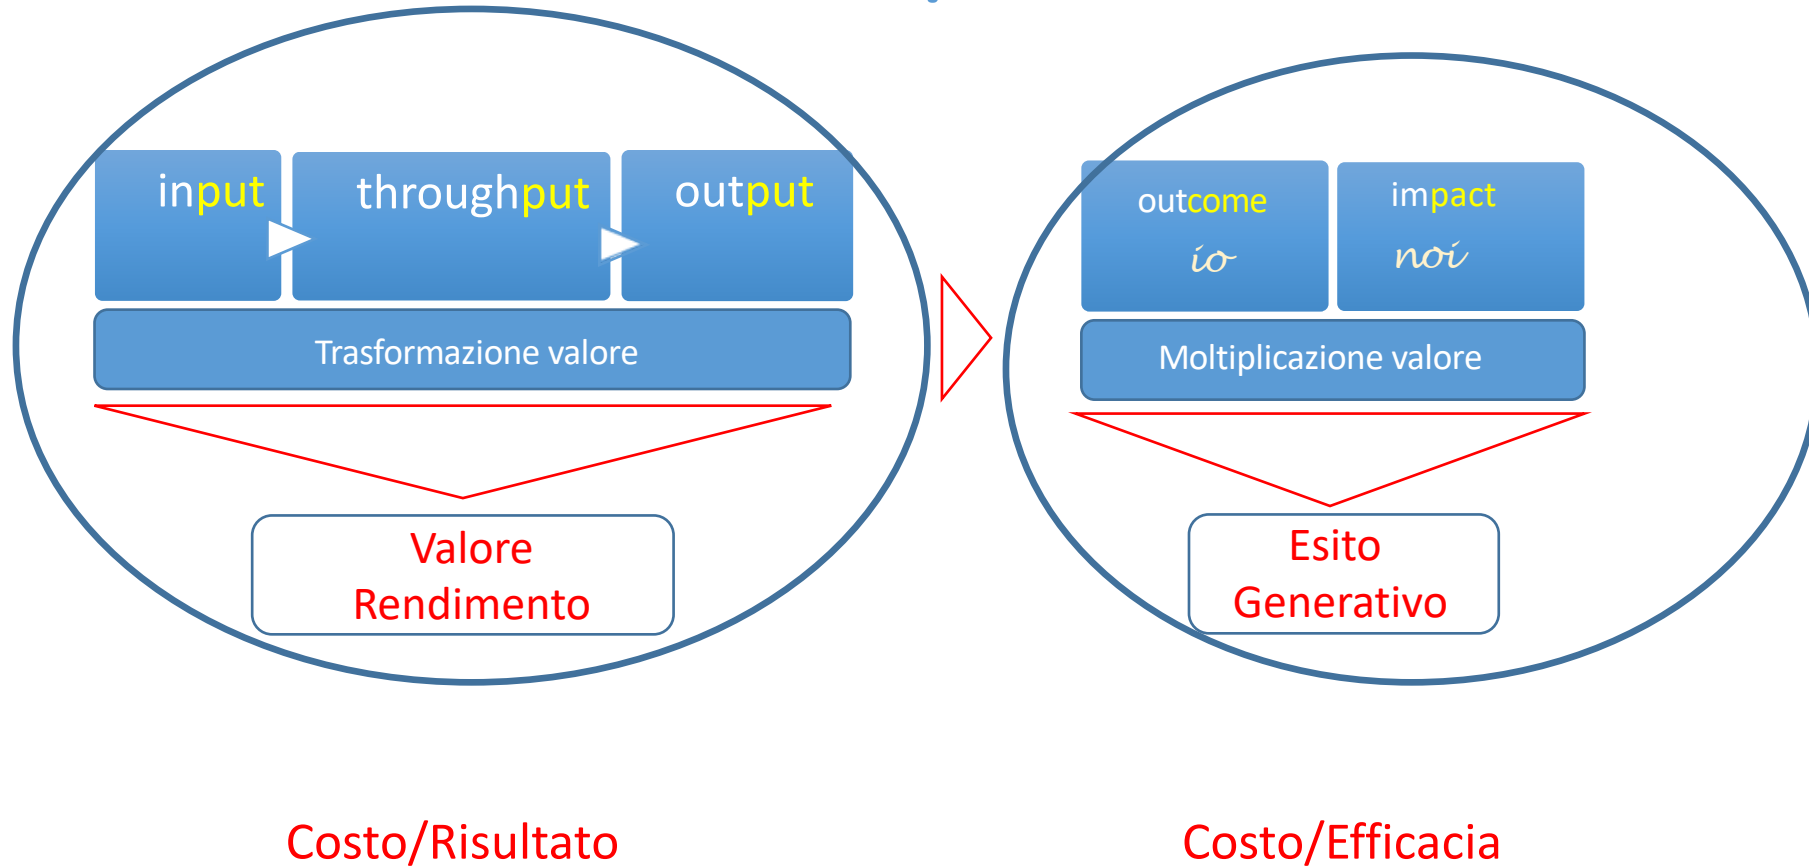 input
throughput
output
Trasformazione valore
Valore
Rendimento
Costo/Risultato
outcome
io
impact
noi
Moltiplicazione valore
Esito
Generativo
Costo/Efficacia